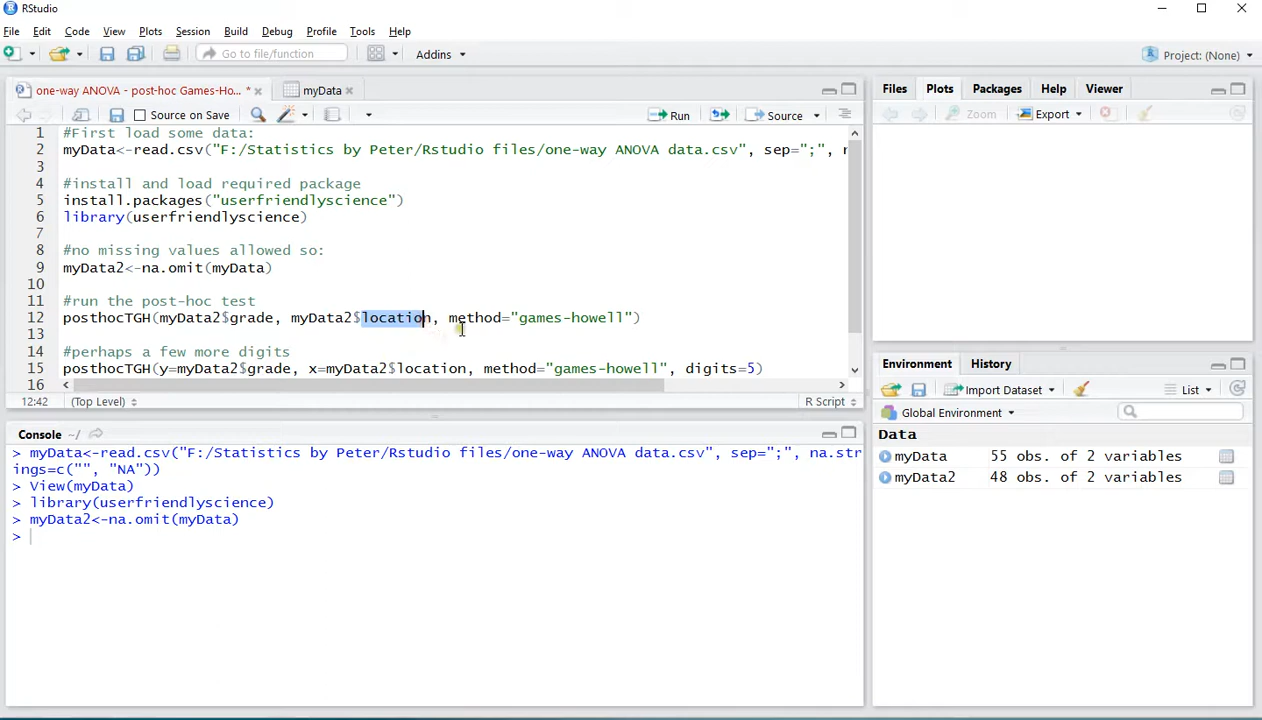 RStudio
File Edit Code View Plots Session Build Debug Profile Tools Help
Go to file/function Addins Project: (None)
one-way ANOVA - post-hoc Games-Ho... * myData
Source on Save Run Source
1 #First load some data:
2 myData<-read.csv("F:/Statistics by Peter/Rstudio files/one-way ANOVA data.csv", sep=";", n
3
4 #install and load required package
5 install.packages("userfriendlyscience")
6 library(userfriendlyscience)
7
8 #no missing values allowed so:
9 myData2<-na.omit(myData)
10
11 #run the post-hoc test
12 posthocTGH(myData2$grade, myData2$location, method="games-howell")
13
14 #perhaps a few more digits
15 posthocTGH(y=myData2$grade, x=myData2$location, method="games-howell", digits=5)
16
12:42 (Top Level) R Script
Console ~/
> myData<-read.csv("F:/Statistics by Peter/Rstudio files/one-way ANOVA data.csv", sep=";", na.str
ings=c("", "NA"))
> View(myData)
> library(userfriendlyscience)
> myData2<-na.omit(myData)
>
Files Plots Packages Help Viewer
Zoom Export
Environment History
Import Dataset List
Global Environment
Data
myData 55 obs. of 2 variables
myData2 48 obs. of 2 variables